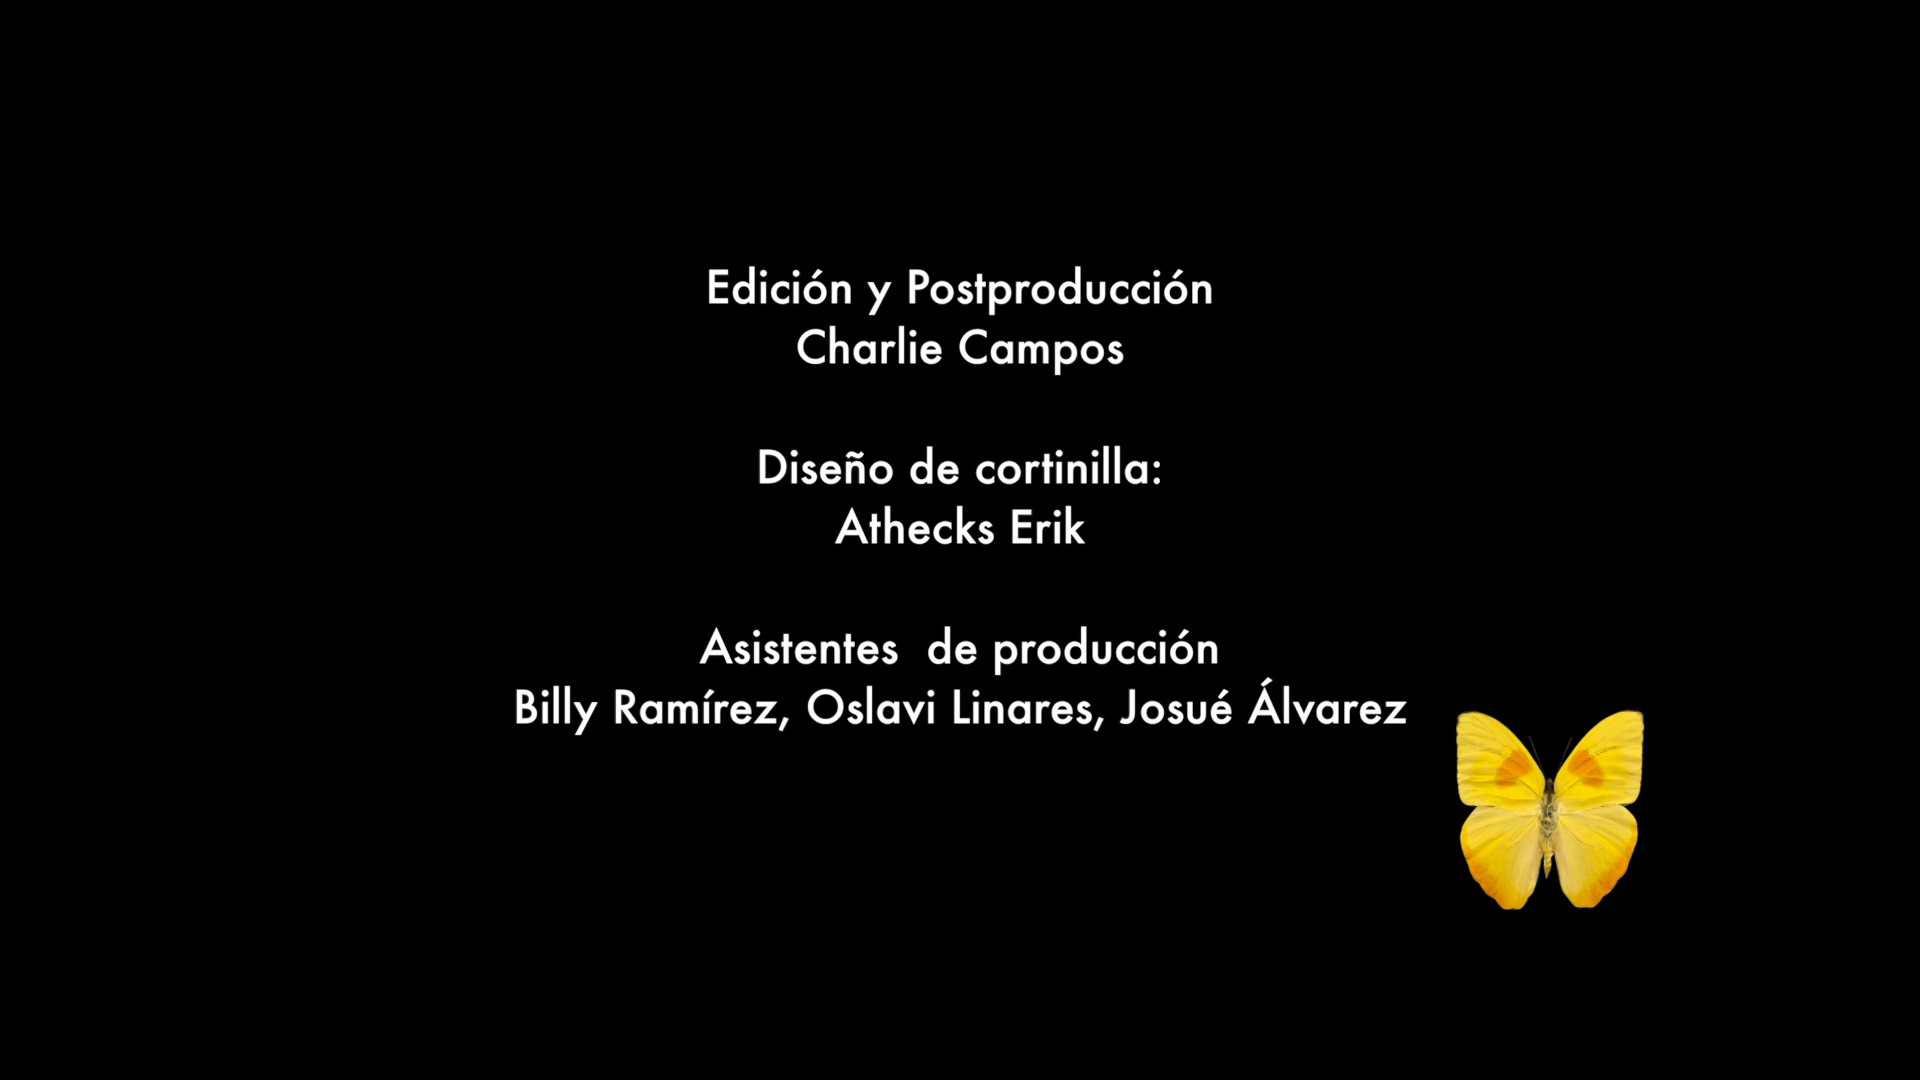 Edición y Postproducción
Charlie Campos
Diseño de cortinilla:
Athecks Erik
Asistentes  de producción
Billy Ramírez, Oslavi Linares, Josué Álvarez